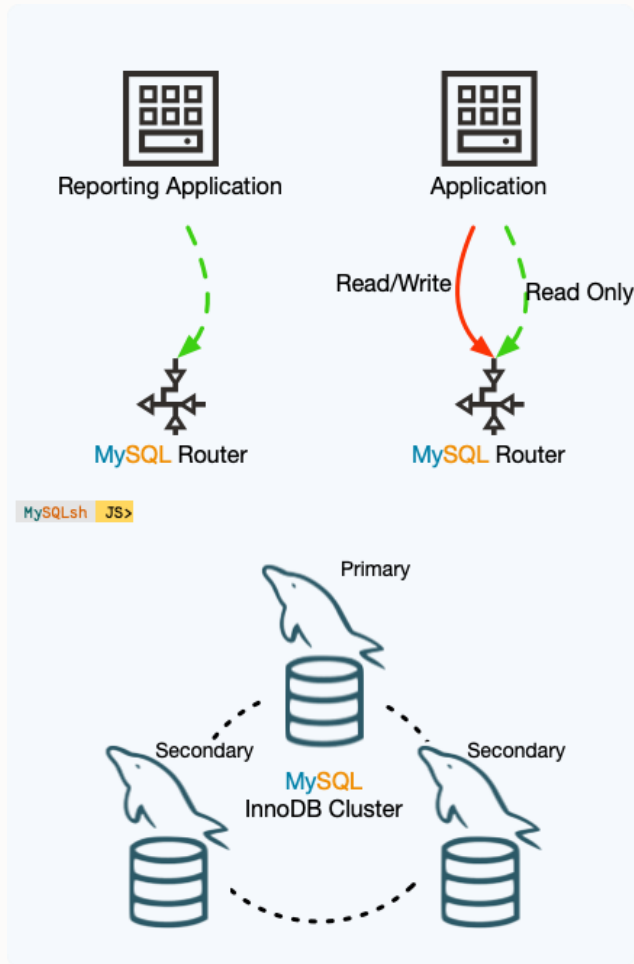 Reporting Application
Application
Read/Write
Read Only
MySQL Router
MySQL Router
MySQLsh JS>
Primary
Secondary
Secondary
MySQL
InnoDB Cluster